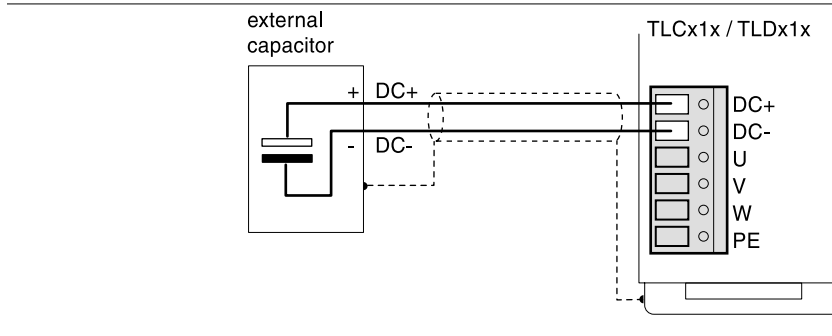 external
capacitor
TLCx1x / TLDx1x
+ DC+
- DC-
DC+
DC-
U
V
W
PE